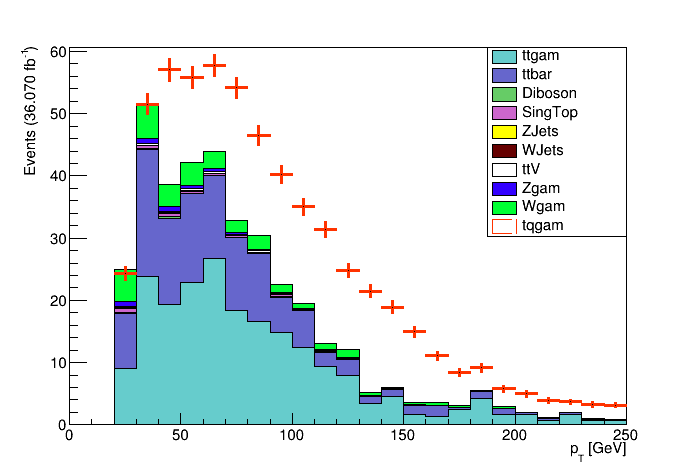 Events (36.070 fb⁻¹)
60
50
40
30
20
10
0
0 50 100 150 200 250
p_T [GeV]
ttgam
ttbar
Diboson
SingTop
ZJets
WJets
ttV
Zgam
Wgam
tqgam